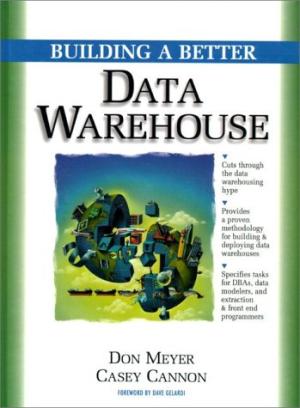 BUILDING A BETTER
DATA
WAREHOUSE
Cuts through
the data
warehousing
hype
Provides
a proven
methodology for
building &
deploying data
warehouses
Specifies tasks
for DBAs, data
modelers, and
extraction
& front end
programmers
DON MEYER
CASEY CANNON
FOREWORD BY DAVE GELARDI